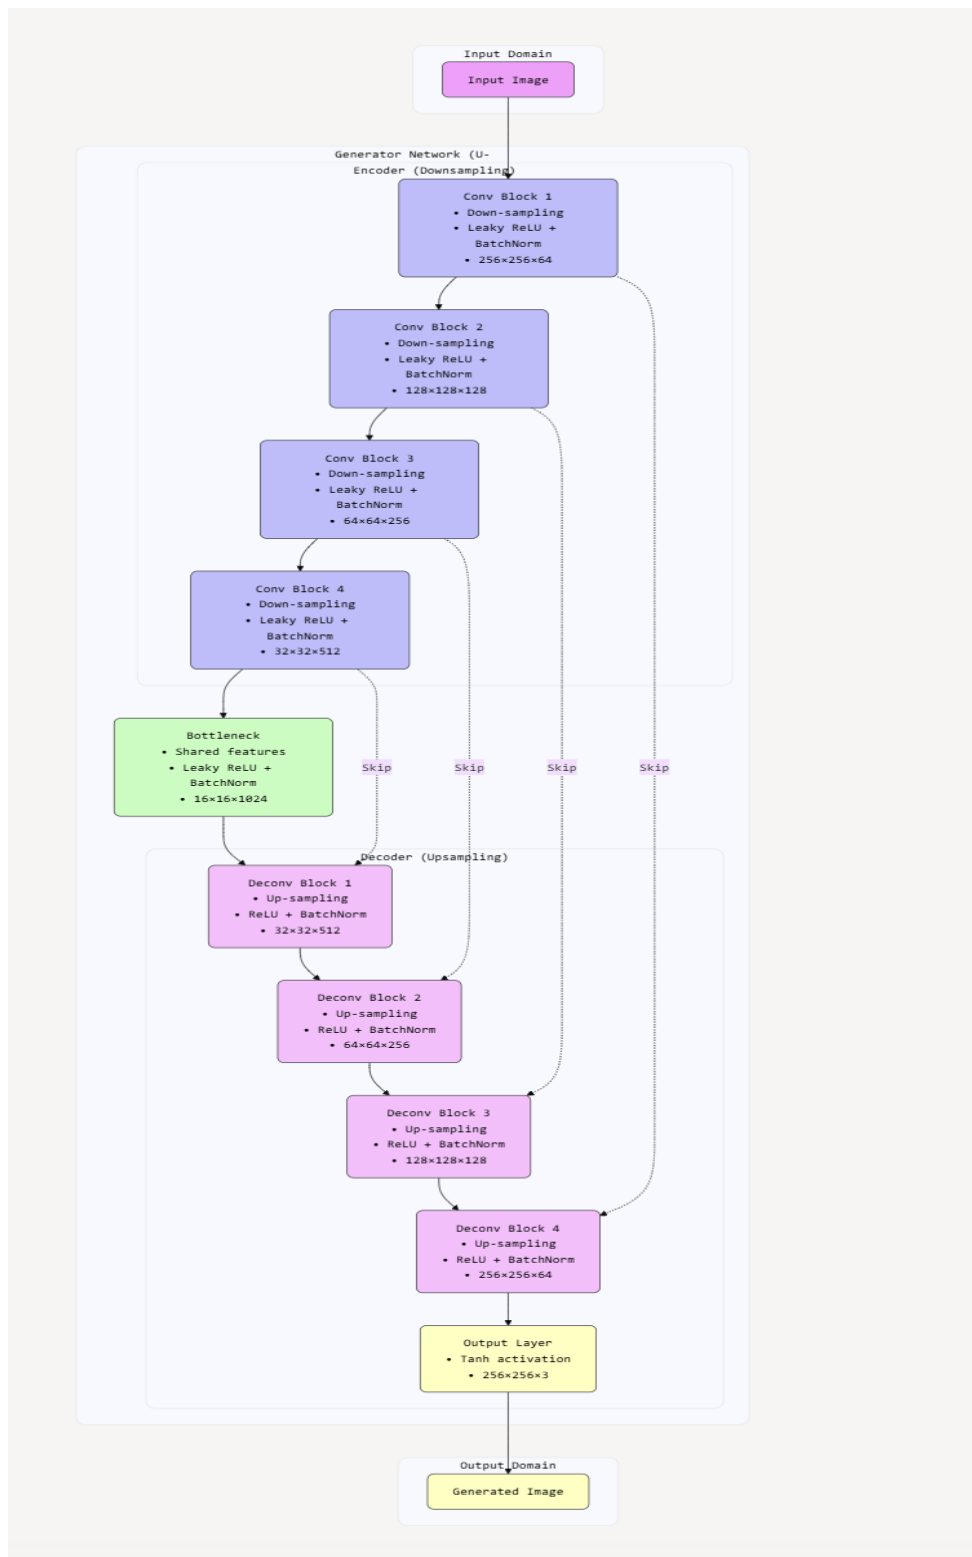 Input Domain
Input Image
Generator Network (U-
Encoder (Downsampling)
Conv Block 1
• Down-sampling
• Leaky ReLU +
BatchNorm
• 256×256×64
Conv Block 2
• Down-sampling
• Leaky ReLU +
BatchNorm
• 128×128×128
Conv Block 3
• Down-sampling
• Leaky ReLU +
BatchNorm
• 64×64×256
Conv Block 4
• Down-sampling
• Leaky ReLU +
BatchNorm
• 32×32×512
Bottleneck
• Shared features
• Leaky ReLU +
BatchNorm
• 16×16×1024
Skip
Skip
Skip
Skip
Decoder (Upsampling)
Deconv Block 1
• Up-sampling
• ReLU + BatchNorm
• 32×32×512
Deconv Block 2
• Up-sampling
• ReLU + BatchNorm
• 64×64×256
Deconv Block 3
• Up-sampling
• ReLU + BatchNorm
• 128×128×128
Deconv Block 4
• Up-sampling
• ReLU + BatchNorm
• 256×256×64
Output Layer
• Tanh activation
• 256×256×3
Output Domain
Generated Image